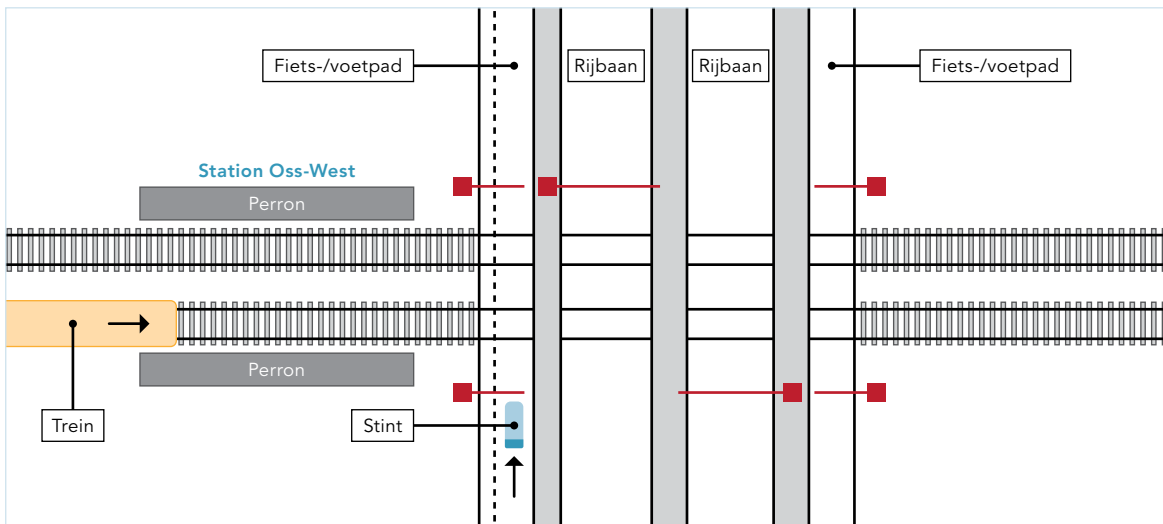 Fiets-/voetpad
Rijbaan
Rijbaan
Fiets-/voetpad
Station Oss-West
Perron
Perron
Trein
Stint